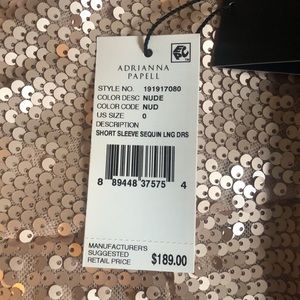 ADRIANNA
PAPELL
STYLE NO. 191917080
COLOR DESC NUDE
COLOR CODE NUD
US SIZE 0
DESCRIPTION
SHORT SLEEVE SEQUIN LNG DRS
8 89448 37575 4
MANUFACTURER'S
SUGGESTED
RETAIL PRICE $189.00